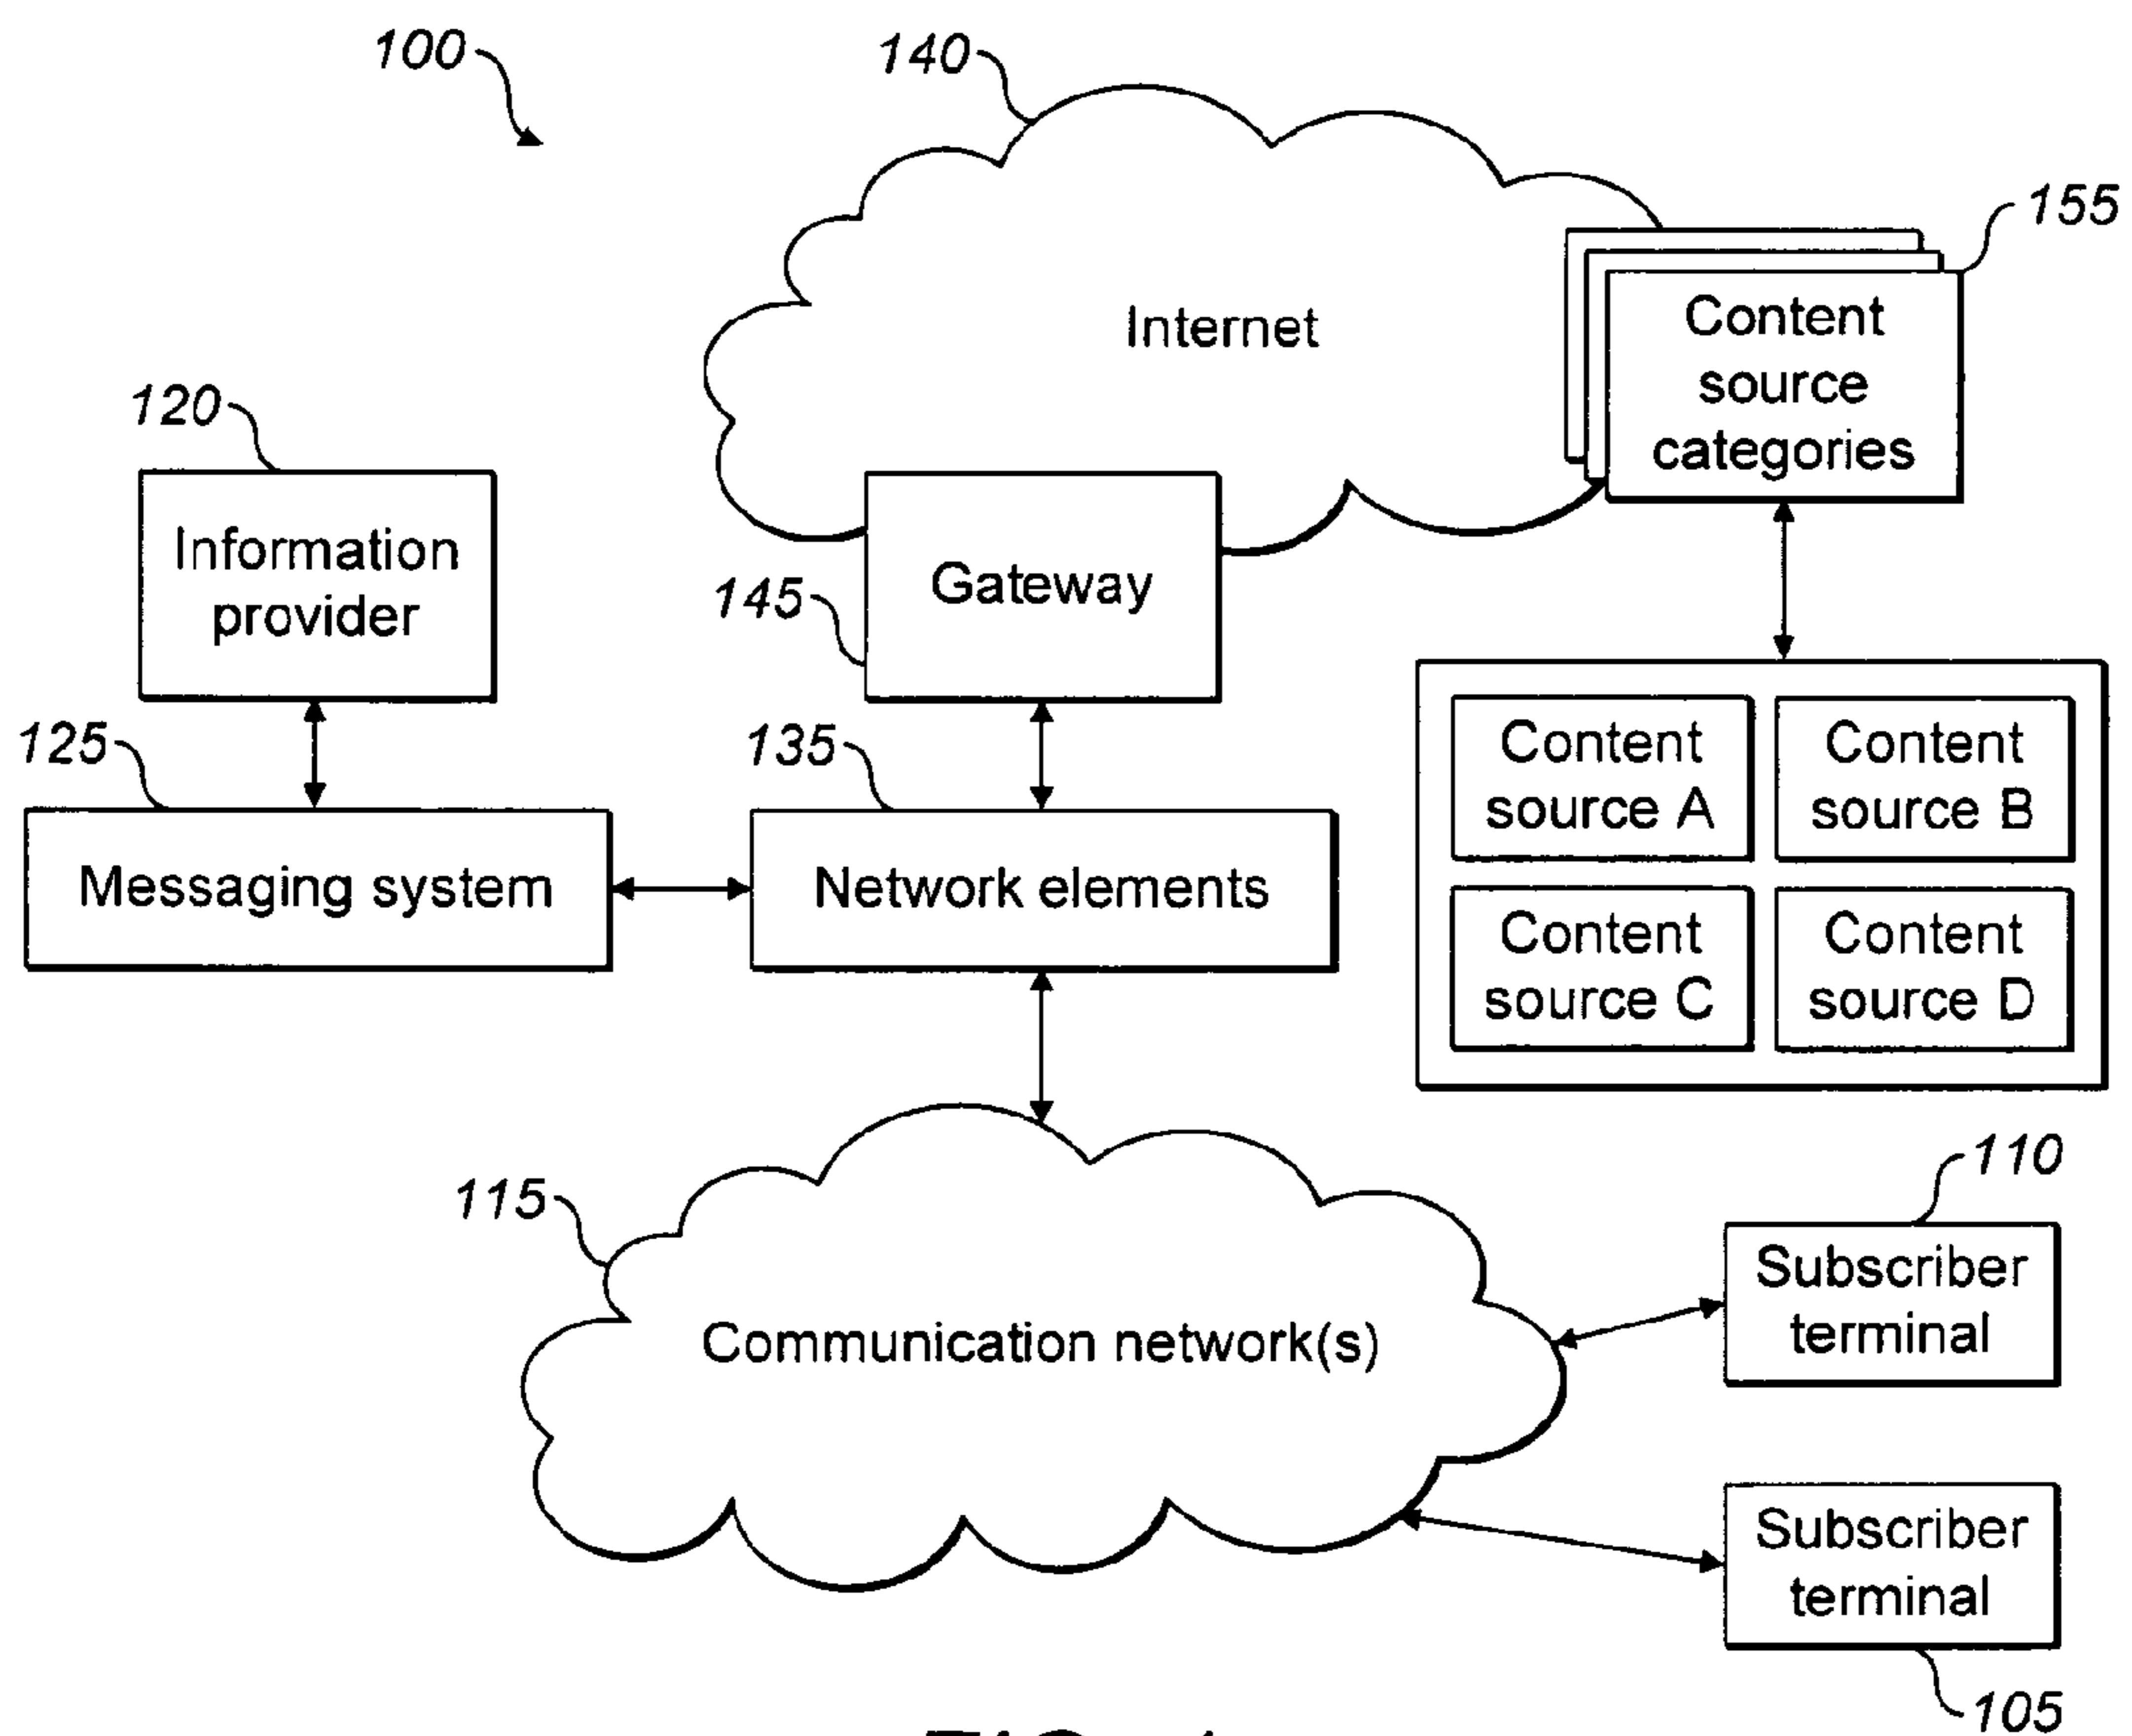 100
140
155
Internet
Content
source
categories
120
Information
provider
145
Gateway
125
135
Messaging system
Network elements
Content
source A
Content
source B
Content
source C
Content
source D
115
Communication network(s)
110
Subscriber
terminal
Subscriber
terminal
105